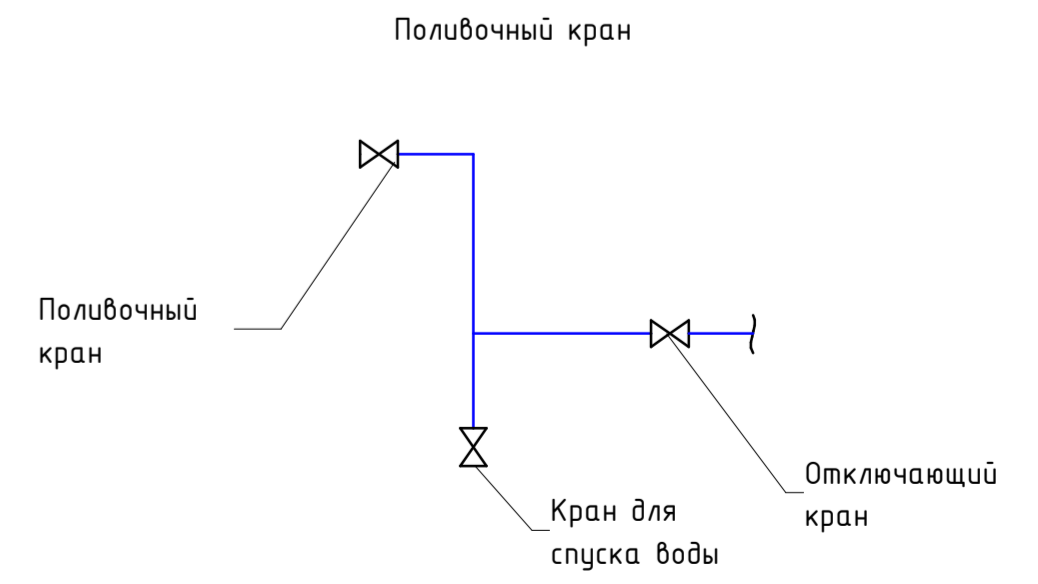 Поливочный кран
Поливочный
кран
Отключающий
кран
Кран для
спуска воды